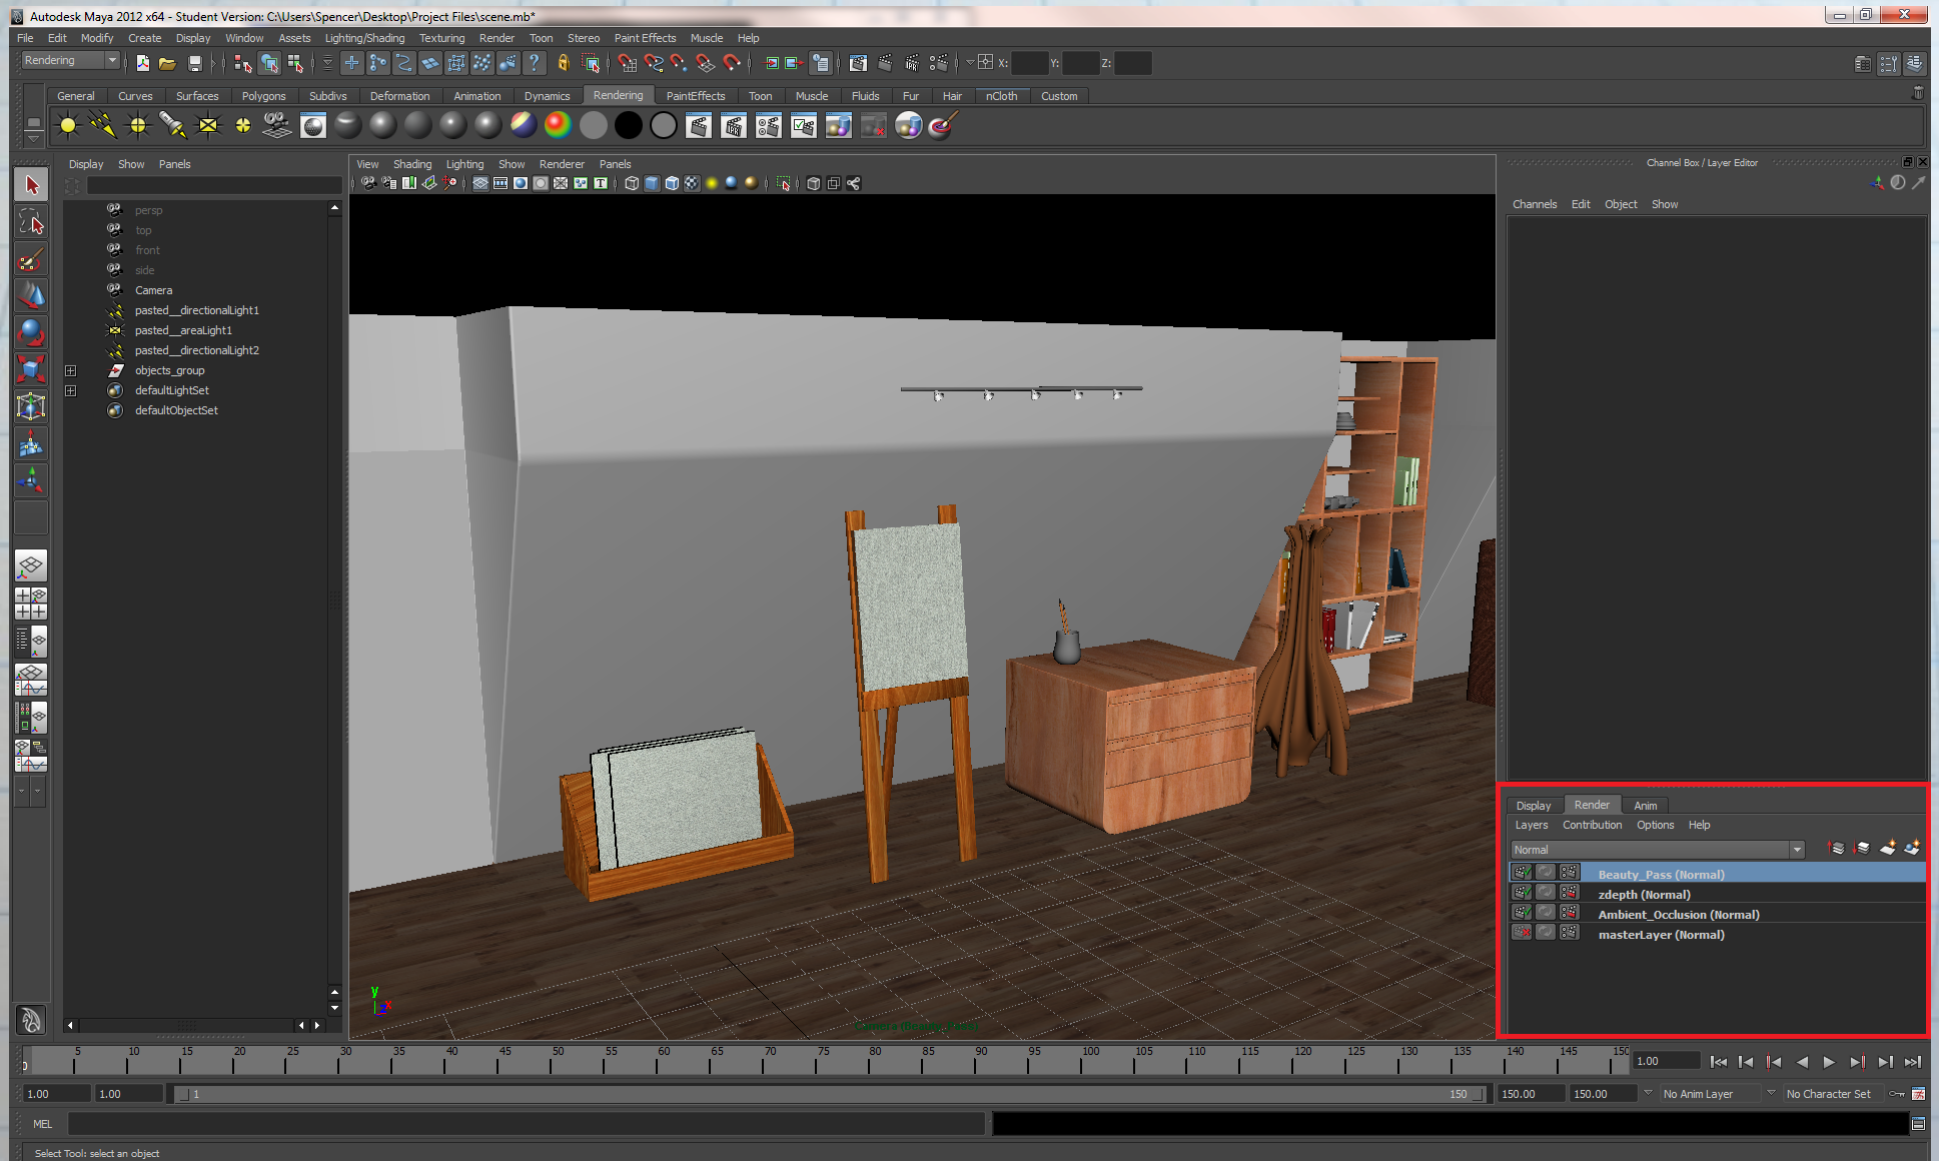 Autodesk Maya 2012 x64 - Student Version: C:\Users\Spencer\Desktop\Project Files\scene.mb*
File Edit Modify Create Display Window Assets Lighting/Shading Texturing Render Toon Stereo Paint Effects Muscle Help
Rendering X: Y: Z:
General Curves Surfaces Polygons Subdivs Deformation Animation Dynamics Rendering PaintEffects Toon Muscle Fluids Fur Hair nCloth Custom
IPR
Display Show Panels
View Shading Lighting Show Renderer Panels
Channel Box / Layer Editor
Channels Edit Object Show
persp
top
front
side
Camera
pasted__directionalLight1
pasted__areaLight1
pasted__directionalLight2
objects_group
defaultLightSet
defaultObjectSet
y
x
z
Camera (Beauty_Pass)
Display Render Anim
Layers Contribution Options Help
Normal
Beauty_Pass (Normal)
zdepth (Normal)
Ambient_Occlusion (Normal)
masterLayer (Normal)
5 10 15 20 25 30 35 40 45 50 55 60 65 70 75 80 85 90 95 100 105 110 115 120 125 130 135 140 145 150 1.00
1.00 1.00 1 150 150.00 150.00 No Anim Layer No Character Set
MEL
Select Tool: select an object